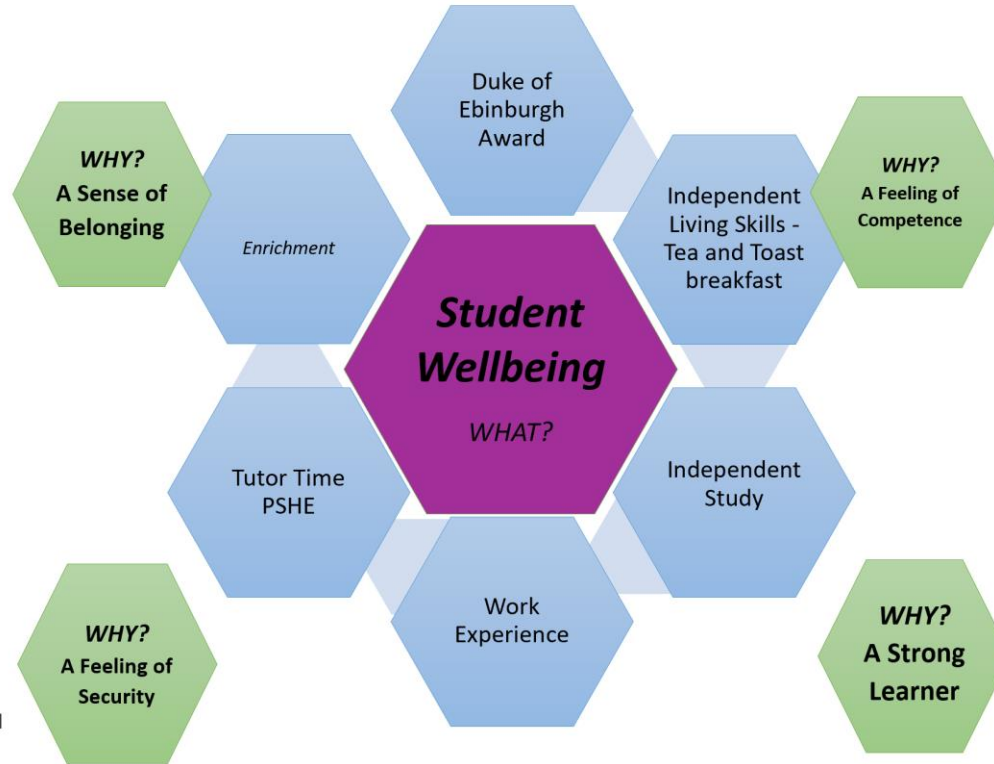 Duke of
Ebinburgh
Award
WHY?
A Sense of
Belonging
Enrichment
Independent
Living Skills -
Tea and Toast
breakfast
WHY?
A Feeling of
Competence
Student
Wellbeing
WHAT?
Tutor Time
PSHE
Independent
Study
Work
Experience
WHY?
A Feeling of
Security
WHY?
A Strong
Learner